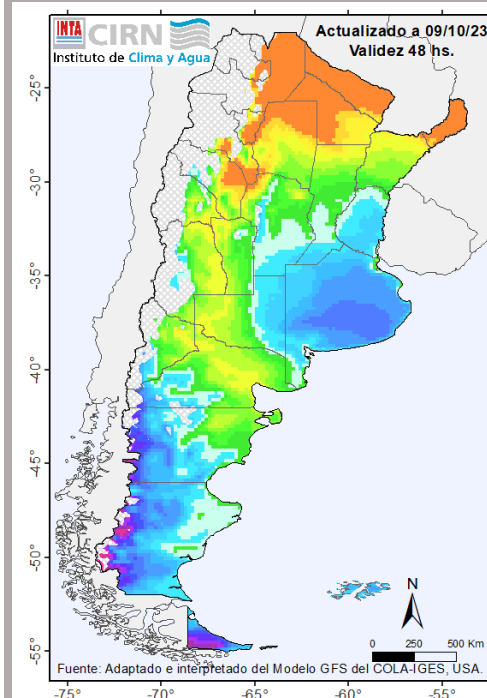 INTA CIRN
Instituto de Clima y Agua
Actualizado a 09/10/23
Validez 48 hs.
-25°
-30°
-35°
-40°
-45°
-50°
-55°
N
0 250 500 Km
Fuente: Adaptado e interpretado del Modelo GFS del COLA-IGES, USA.
-75° -70° -65° -60° -55°